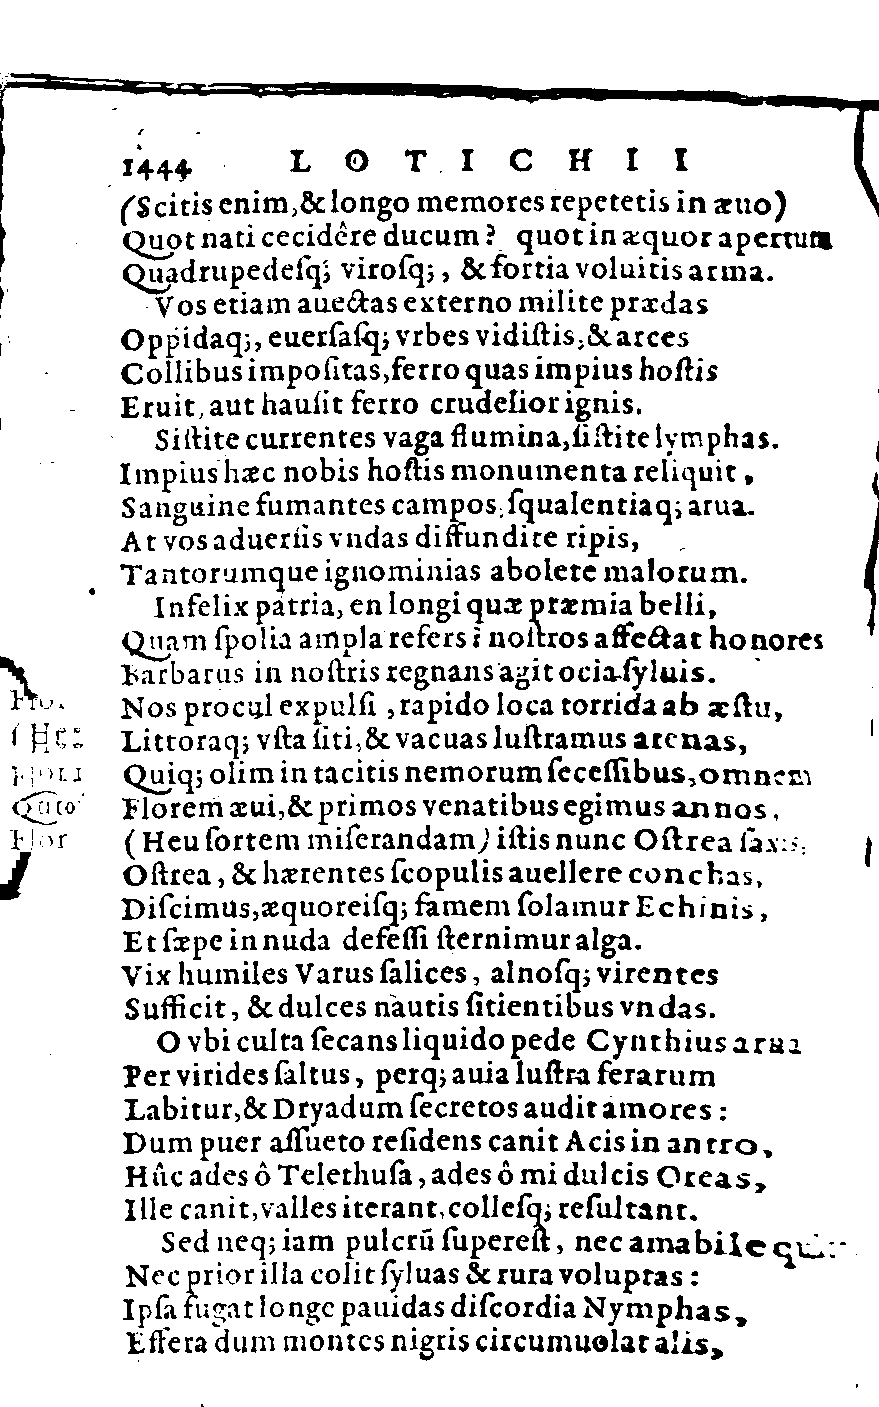 1444 LOTICHII
(Scitis enim, & longo memores repetetis in æuo)
Quot nati cecidêre ducum? quot in æquor apertum
Quadrupedesq;, virosq;, & fortia voluitis arma.
Vos etiam auectas externo milite prædas
Oppidaq;, euersasq; vrbes vidistis, & arces
Collibus impositas, ferro quas impius hostis
Eruit, aut hausit ferro crudelior ignis.
Sistite currentes vaga flumina, sistite lymphas.
Impius hæc nobis hostis monumenta reliquit,
Sanguine fumantes campos, squalentiaq; arua.
At vos aduersis vndas diffundite ripis,
Tantorumque ignominias abolete malorum.
Infelix patria, en longi quæ præmia belli,
Quam spolia ampla refers? nostros affectat honores
Barbarus in nostris regnans agit ocia syluis.
Nos procul expulsi, rapido loca torrida ab æstu,
Littoraq; vsta siti, & vacuas lustramus arenas,
Quiq; olim in tacitis nemorum secessibus, omnem
Florem æui, & primos venatibus egimus annos,
(Heu sortem miserandam) istis nunc Ostrea saxis,
Ostrea, & hærentes scopulis auellere conchas,
Discimus, æquoreisq; famem solamur Echinis,
Et sæpe in nuda defessi sternimur alga.
Vix humiles Varus salices, alnosq; virentes
Sufficit, & dulces nautis sitientibus vndas.
O vbi culta secans liquido pede Cynthius arua
Per virides saltus, perq; auia lustra ferarum
Labitur, & Dryadum secretos audit amores:
Dum puer assueto residens canit Acis in antro,
Hûc ades ô Telethusa, ades ô mi dulcis Oreas,
Ille canit, valles iterant, collesq; resultant.
Sed neq; iam pulcrũ superest, nec amabile
Nec prior illa colit syluas & rura voluptas:
Ipsa fugat longe pauidas discordia Nymphas,
Effera dum montes nigris circumuolat alis,